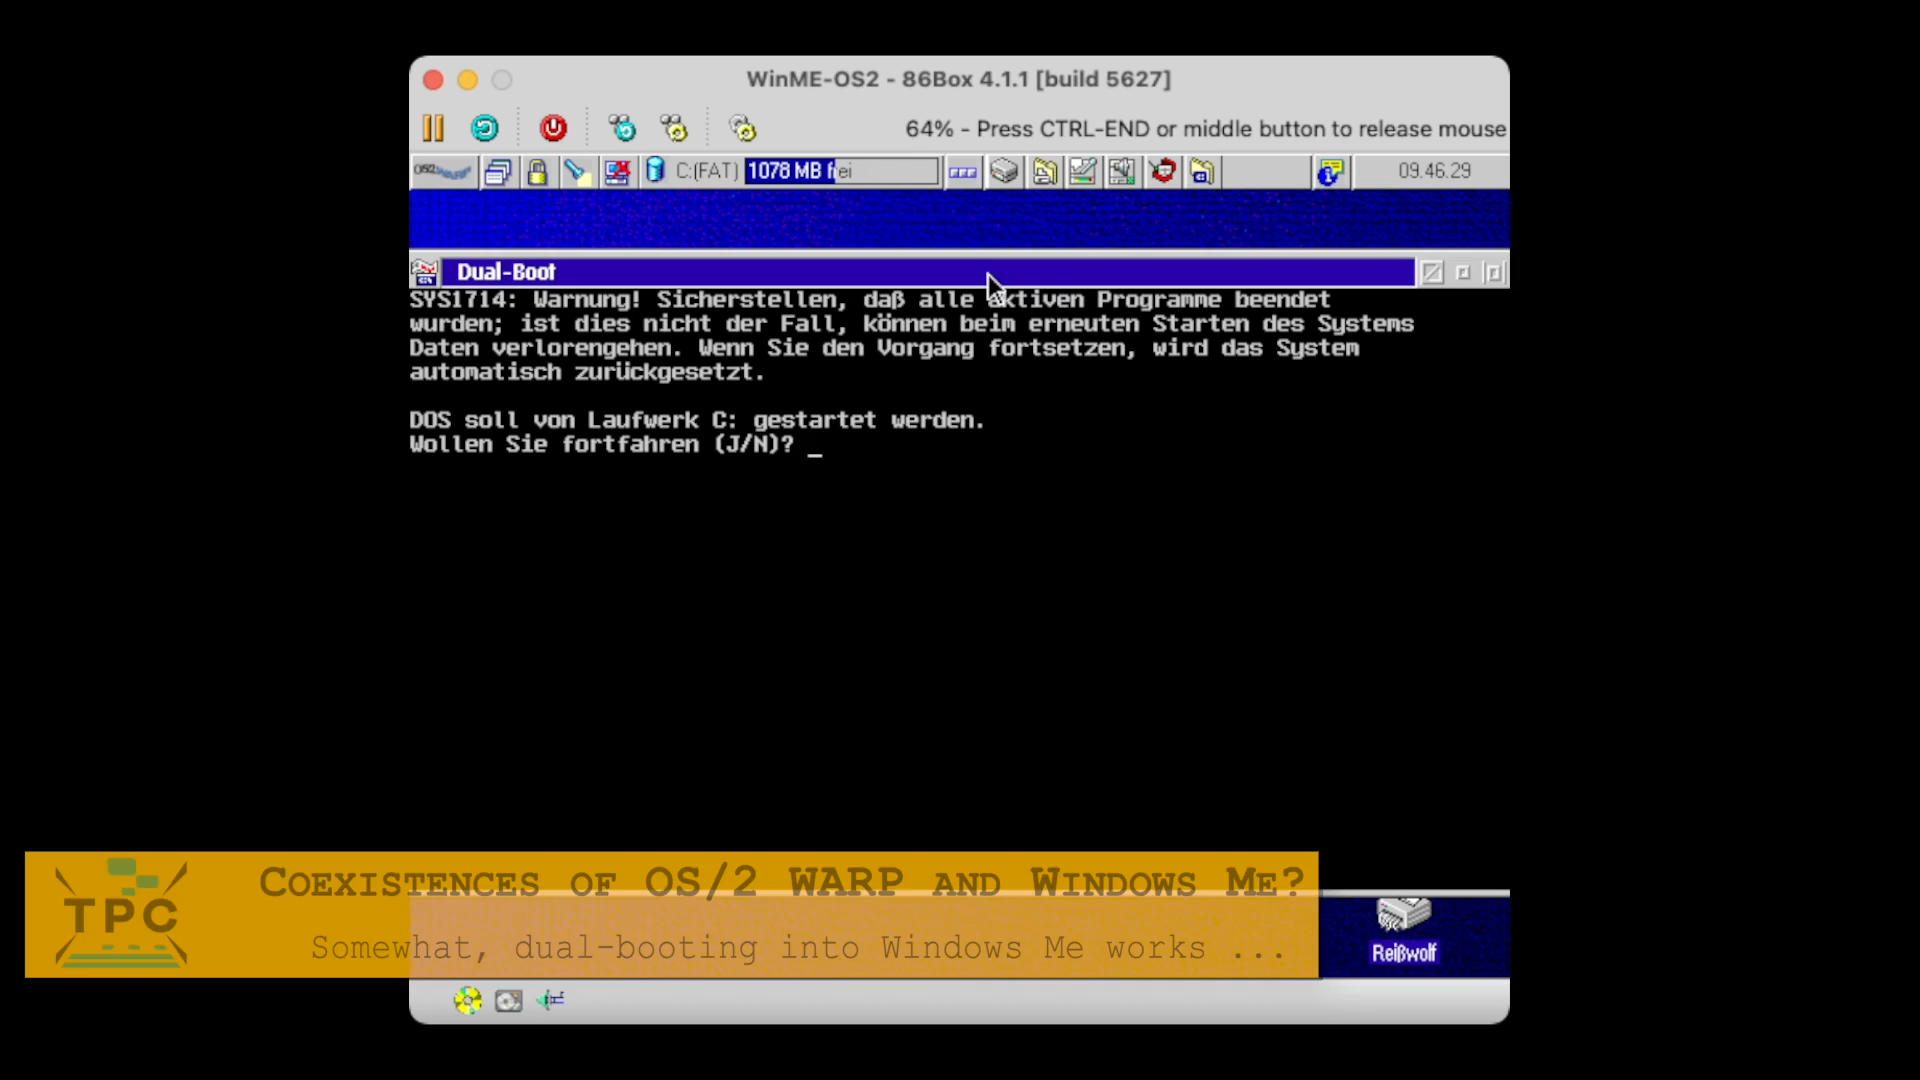 WinME-OS2 - 86Box 4.1.1 [build 5627]
64% - Press CTRL-END or middle button to release mouse
C:(FAT) 1078 MB frei
09.46.29
Dual-Boot
SYS1714: Warnung! Sicherstellen, daß alle aktiven Programme beendet
wurden; ist dies nicht der Fall, können beim erneuten Starten des Systems
Daten verlorengehen. Wenn Sie den Vorgang fortsetzen, wird das System
automatisch zurückgesetzt.
DOS soll von Laufwerk C: gestartet werden.
Wollen Sie fortfahren (J/N)? _
TPC
Coexistences of OS/2 WARP and Windows Me?
Somewhat, dual-booting into Windows Me works ...
Reißwolf